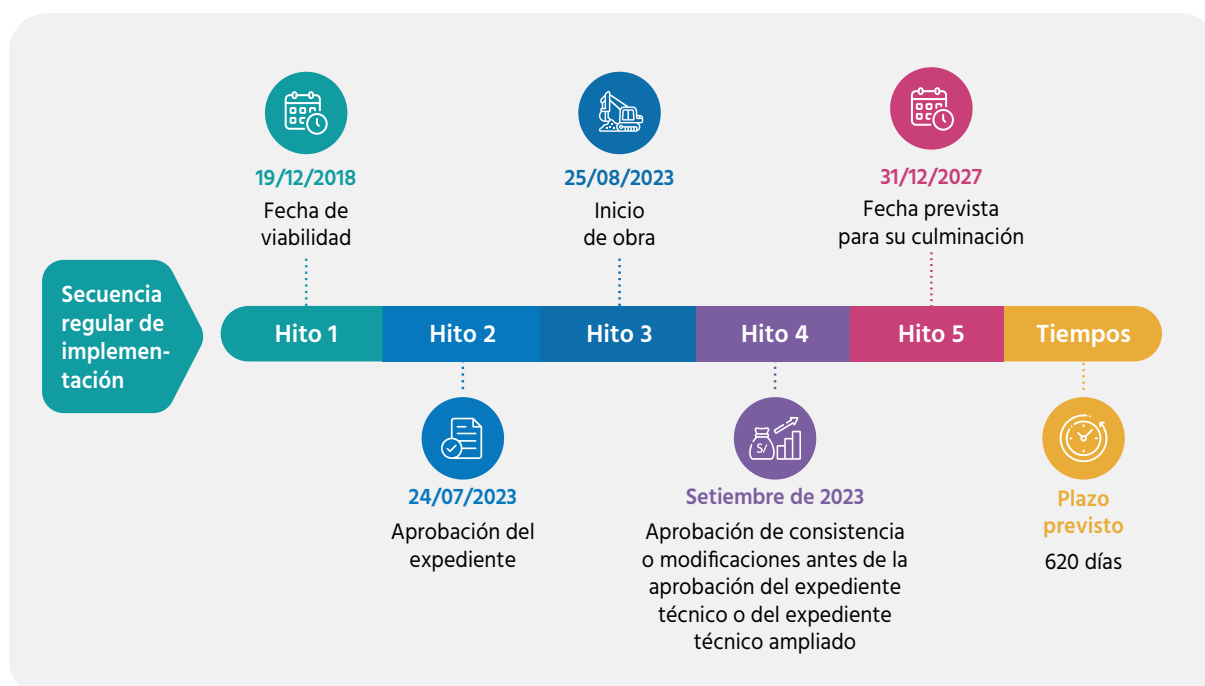 19/12/2018
Fecha de
viabilidad
25/08/2023
Inicio
de obra
31/12/2027
Fecha prevista
para su culminación
Secuencia
regular de
implemen-
tación
Hito 1
Hito 2
Hito 3
Hito 4
Hito 5
Tiempos
24/07/2023
Aprobación del
expediente
S/
Setiembre de 2023
Aprobación de consistencia
o modificaciones antes de la
aprobación del expediente
técnico o del expediente
técnico ampliado
Plazo
previsto
620 días